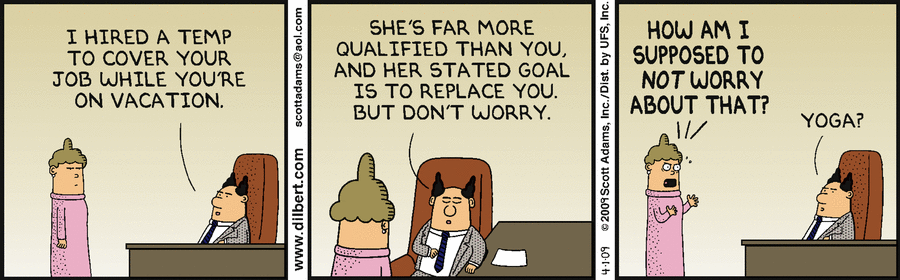 I HIRED A TEMP
TO COVER YOUR
JOB WHILE YOU'RE
ON VACATION.
www.dilbert.com
scottadams@aol.com
SHE'S FAR MORE
QUALIFIED THAN YOU,
AND HER STATED GOAL
IS TO REPLACE YOU.
BUT DON'T WORRY.
4-1-09 © 2009 Scott Adams, Inc./Dist. by UFS, Inc.
HOW AM I
SUPPOSED TO
NOT WORRY
ABOUT THAT?
YOGA?